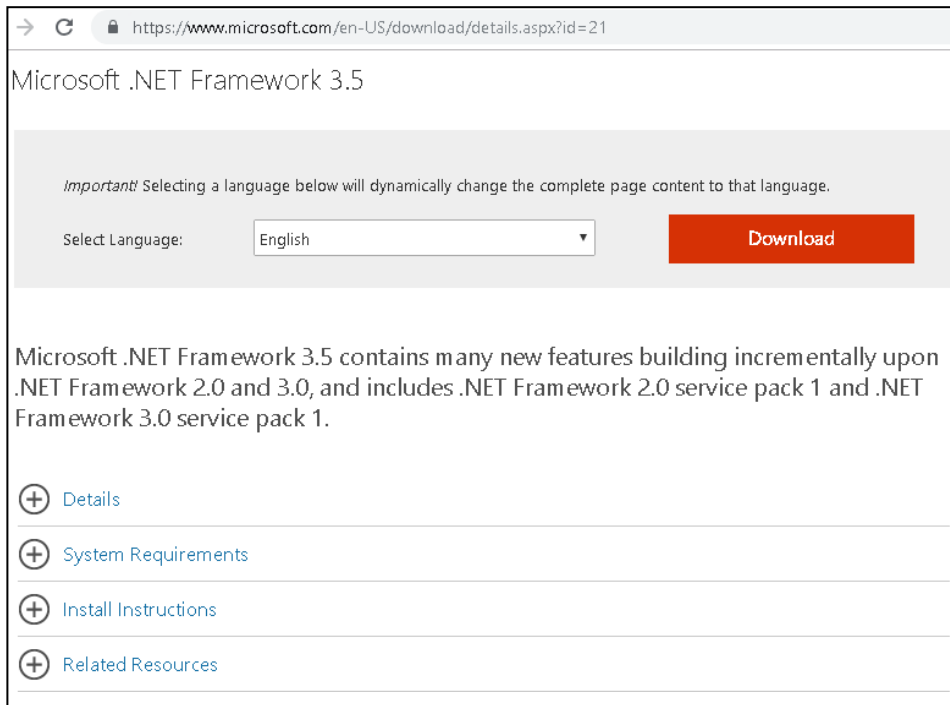 https://www.microsoft.com/en-US/download/details.aspx?id=21
Microsoft .NET Framework 3.5
Important! Selecting a language below will dynamically change the complete page content to that language.
Select Language:
English
Download
Microsoft .NET Framework 3.5 contains many new features building incrementally upon
.NET Framework 2.0 and 3.0, and includes .NET Framework 2.0 service pack 1 and .NET
Framework 3.0 service pack 1.
Details
System Requirements
Install Instructions
Related Resources